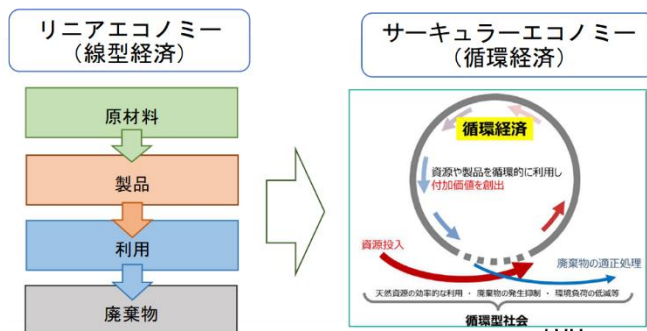 リニアエコノミー
（線型経済）
原材料
製品
利用
廃棄物
サーキュラーエコノミー
（循環経済）
循環経済
資源や製品を循環的に利用し
付加価値を創出
資源投入
廃棄物の適正処理
天然資源の効率的な利用 ・ 廃棄物の発生抑制 ・ 環境負荷の低減等
循環型社会